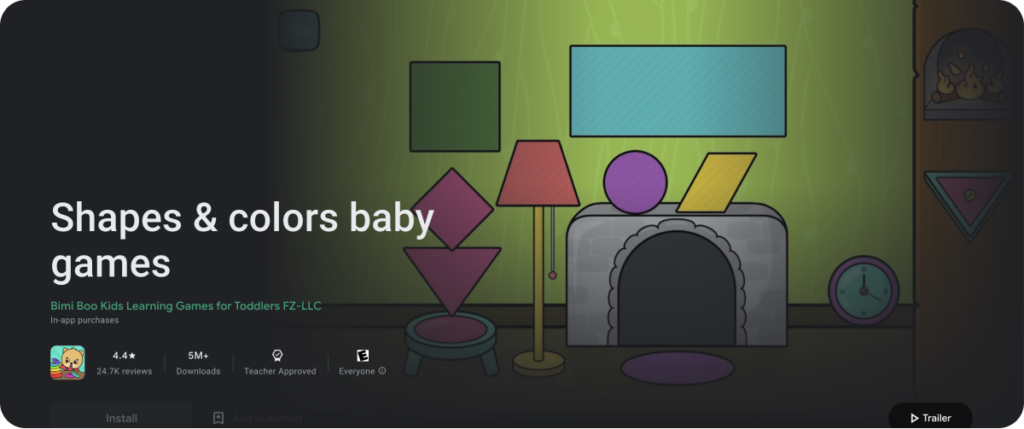 Shapes & colors baby
games
Bimi Boo Kids Learning Games for Toddlers FZ-LLC
In-app purchases
4.4★ 5M+
24.7K reviews Downloads Teacher Approved Everyone
Install Add to wishlist Trailer